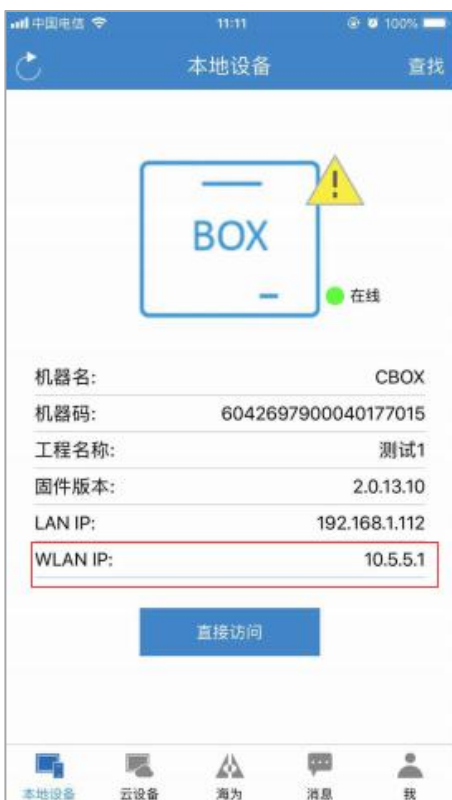 中国电信 11:11 100%
本地设备 查找
BOX
在线
机器名: CBOX
机器码: 6042697900040177015
工程名称: 测试1
固件版本: 2.0.13.10
LAN IP: 192.168.1.112
WLAN IP: 10.5.5.1
直接访问
本地设备 云设备 海为 消息 我